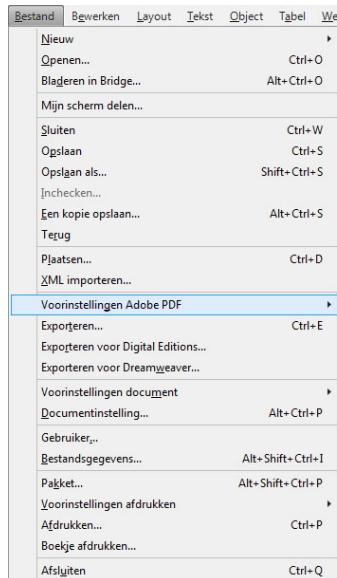 Bestand Bewerken Layout Tekst Object Tabel We
Nieuw
Openen... Ctrl+O
Bladeren in Bridge... Alt+Ctrl+O
Mijn scherm delen...
Sluiten Ctrl+W
Opslaan Ctrl+S
Opslaan als... Shift+Ctrl+S
Inchecken...
Een kopie opslaan... Alt+Ctrl+S
Terug
Plaatsen... Ctrl+D
XML importeren...
Voorinstellingen Adobe PDF
Exporteren... Ctrl+E
Exporteren voor Digital Editions...
Exporteren voor Dreamweaver...
Voorinstellingen document
Documentinstelling... Alt+Ctrl+P
Gebruiker...
Bestandsgegevens... Alt+Shift+Ctrl+I
Pakket... Alt+Shift+Ctrl+P
Voorinstellingen afdrukken
Afdrukken... Ctrl+P
Boekje afdrukken...
Afsluiten Ctrl+Q